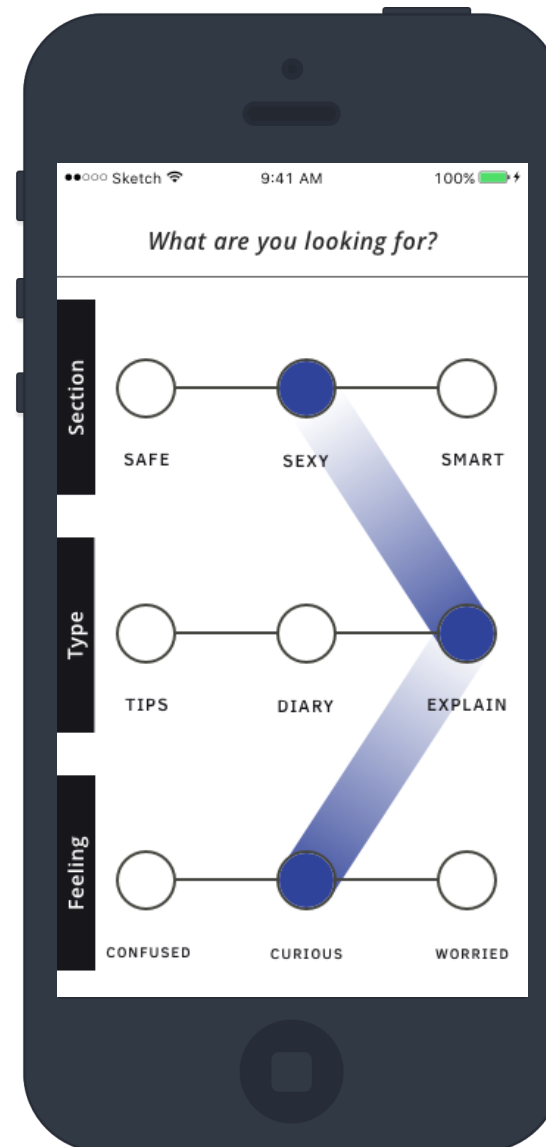 Sketch 9:41 AM 100%
What are you looking for?
Section
SAFE SEXY SMART
Type
TIPS DIARY EXPLAIN
Feeling
CONFUSED CURIOUS WORRIED